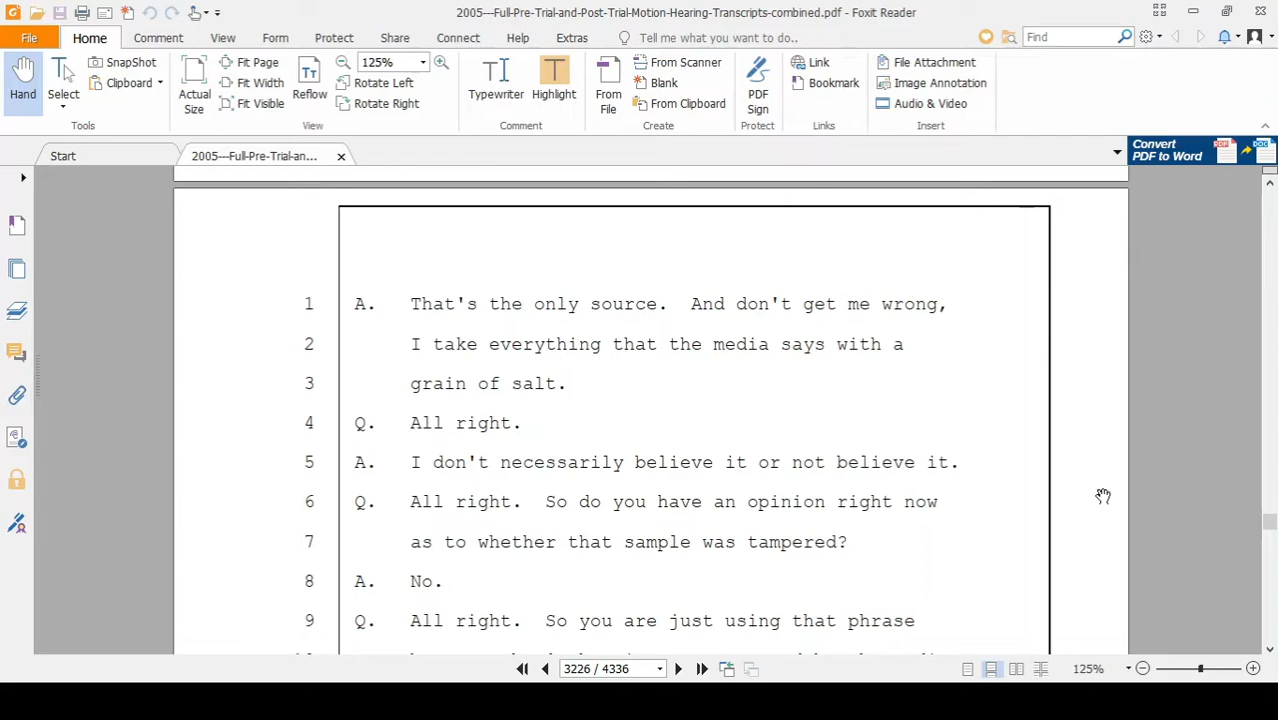 2005---Full-Pre-Trial-and-Post-Trial-Motion-Hearing-Transcripts-combined.pdf - Foxit Reader
File Home Comment View Form Protect Share Connect Help Extras Tell me what you want to do.. Find
Hand
Select
SnapShot
Clipboard
Tools
Actual Size
Fit Page
Fit Width
Fit Visible
Reflow
125%
Rotate Left
Rotate Right
View
Typewriter
Highlight
Comment
From File
From Scanner
Blank
From Clipboard
Create
PDF Sign
Protect
Link
Bookmark
Links
File Attachment
Image Annotation
Audio & Video
Insert
Start
2005---Full-Pre-Trial-an...
Convert
PDF to Word
1 A. That's the only source. And don't get me wrong,
2 I take everything that the media says with a
3 grain of salt.
4 Q. All right.
5 A. I don't necessarily believe it or not believe it.
6 Q. All right. So do you have an opinion right now
7 as to whether that sample was tampered?
8 A. No.
9 Q. All right. So you are just using that phrase
3226 / 4336
125%